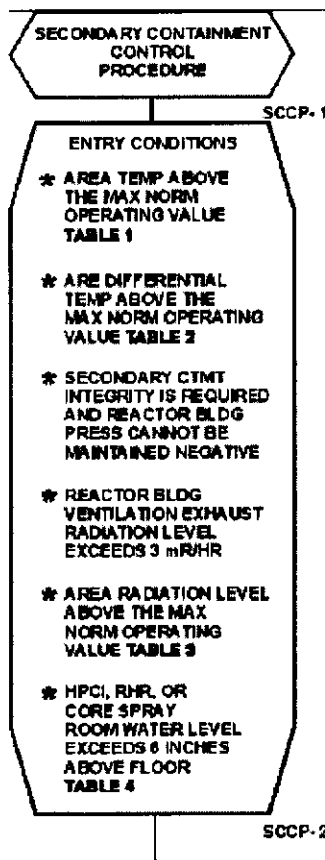 SECONDARY CONTAINMENT
CONTROL
PROCEDURE
SCCP-1
ENTRY CONDITIONS
* AREA TEMP ABOVE
THE MAX NORM
OPERATING VALUE
TABLE 1
* ARE DIFFERENTIAL
TEMP ABOVE THE
MAX NORM OPERATING
VALUE TABLE 2
* SECONDARY CTMT
INTEGRITY IS REQUIRED
AND REACTOR BLDG
PRESS CANNOT BE
MAINTAINED NEGATIVE
* REACTOR BLDG
VENTILATION EXHAUST
RADIATION LEVEL
EXCEEDS 3 mR/HR
* AREA RADIATION LEVEL
ABOVE THE MAX
NORM OPERATING
VALUE TABLE 3
* HPCI, RHR, OR
CORE SPRAY
ROOM WATER LEVEL
EXCEEDS 6 INCHES
ABOVE FLOOR
TABLE 4
SCCP-2